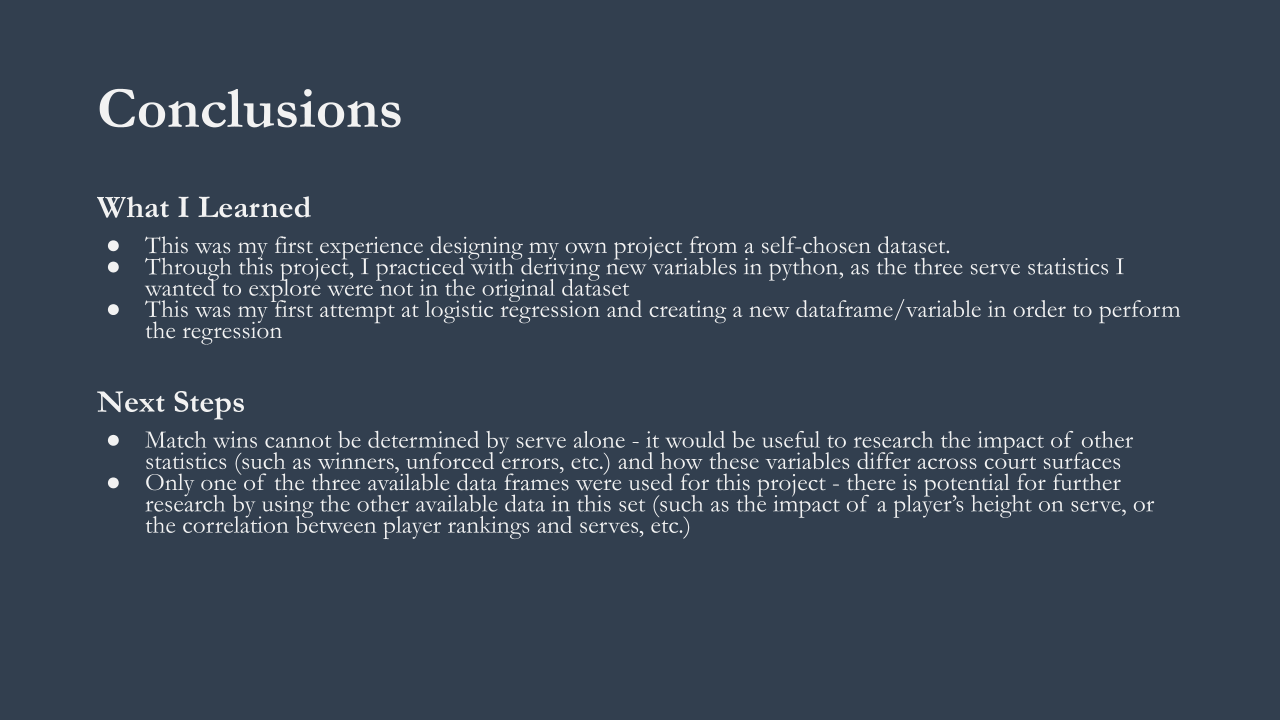 Conclusions
What I Learned
● This was my first experience designing my own project from a self-chosen dataset.
● Through this project, I practiced with deriving new variables in python, as the three serve statistics I
wanted to explore were not in the original dataset
● This was my first attempt at logistic regression and creating a new dataframe/variable in order to perform
the regression
Next Steps
● Match wins cannot be determined by serve alone - it would be useful to research the impact of other
statistics (such as winners, unforced errors, etc.) and how these variables differ across court surfaces
● Only one of the three available data frames were used for this project - there is potential for further
research by using the other available data in this set (such as the impact of a player’s height on serve, or
the correlation between player rankings and serves, etc.)